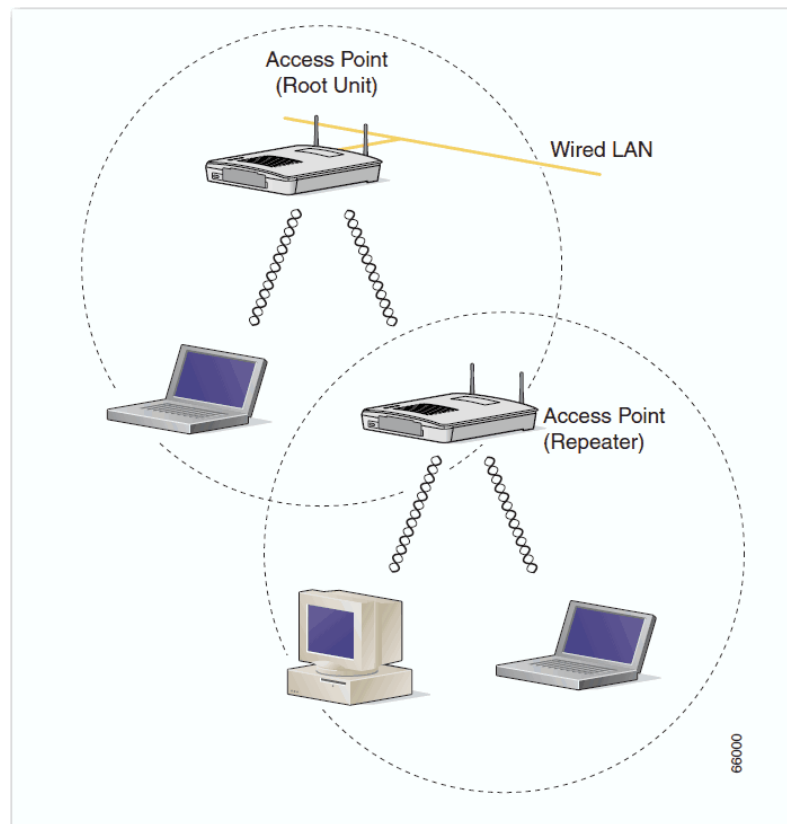 Access Point
(Root Unit)
Wired LAN
Access Point
(Repeater)
66000